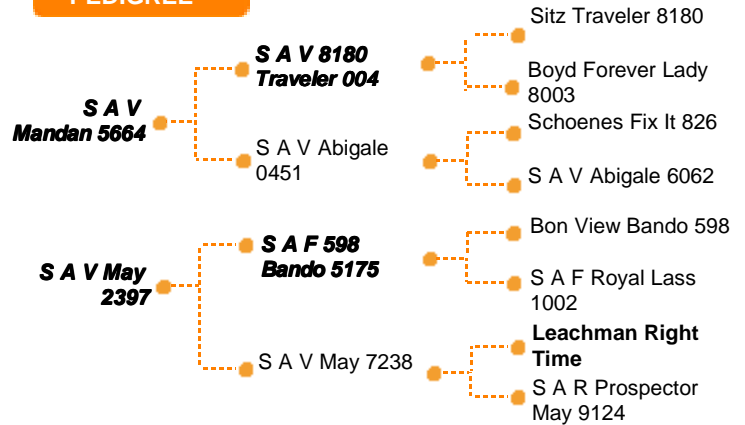 PEDIGREE
Sitz Traveler 8180
S A V 8180
Traveler 004
Boyd Forever Lady
8003
S A V
Mandan 5664
Schoenes Fix It 826
S A V Abigale
0451
S A V Abigale 6062
Bon View Bando 598
S A F 598
Bando 5175
S A V May
2397
S A F Royal Lass
1002
Leachman Right
Time
S A V May 7238
S A R Prospector
May 9124